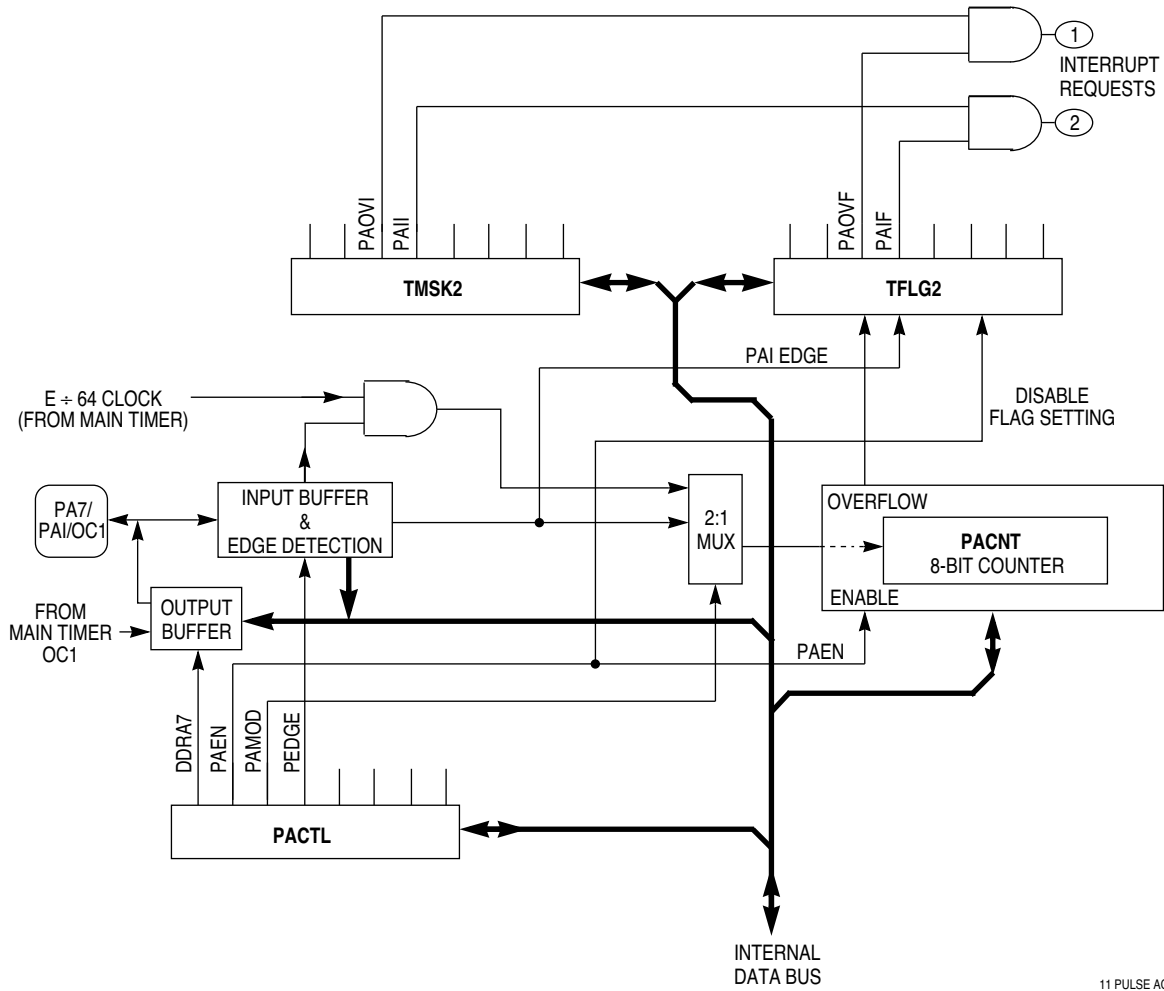 1
INTERRUPT
REQUESTS
2
PAOVI
PAII
PAOVF
PAIF
TMSK2
TFLG2
PAI EDGE
E ÷ 64 CLOCK
(FROM MAIN TIMER)
DISABLE
FLAG SETTING
PA7/
PAI/OC1
INPUT BUFFER
&
EDGE DETECTION
2:1
MUX
OVERFLOW
PACNT
8-BIT COUNTER
ENABLE
FROM
MAIN TIMER
OC1
OUTPUT
BUFFER
PAEN
DDRA7
PAEN
PAMOD
PEDGE
PACTL
INTERNAL
DATA BUS
11 PULSE